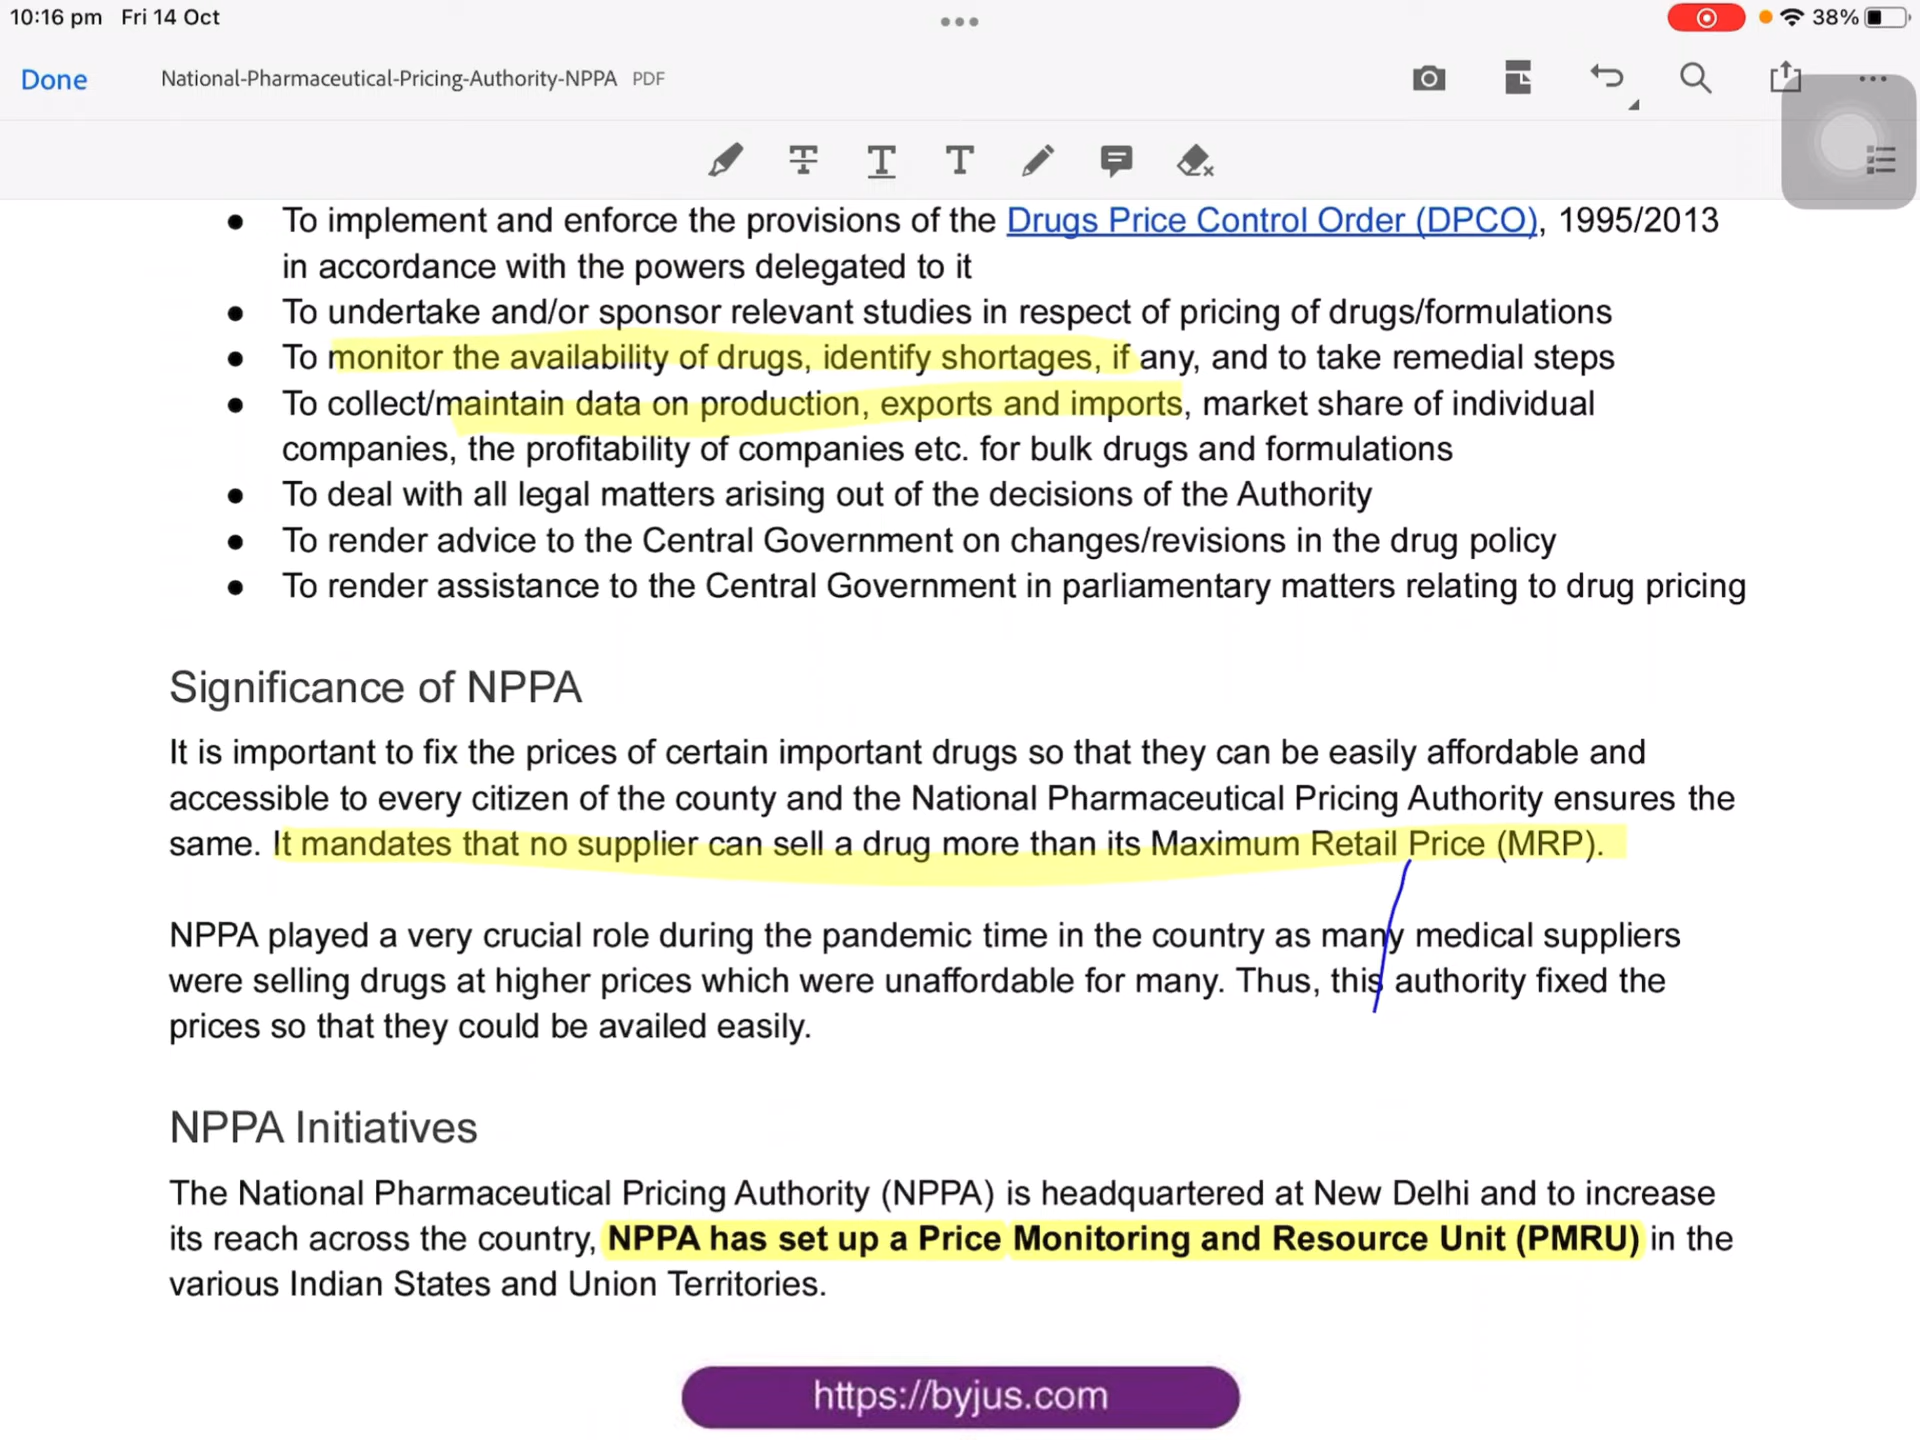 10:16 pm Fri 14 Oct
38%
Done
National-Pharmaceutical-Pricing-Authority-NPPA PDF
● To implement and enforce the provisions of the Drugs Price Control Order (DPCO), 1995/2013
in accordance with the powers delegated to it
● To undertake and/or sponsor relevant studies in respect of pricing of drugs/formulations
● To monitor the availability of drugs, identify shortages, if any, and to take remedial steps
● To collect/maintain data on production, exports and imports, market share of individual
companies, the profitability of companies etc. for bulk drugs and formulations
● To deal with all legal matters arising out of the decisions of the Authority
● To render advice to the Central Government on changes/revisions in the drug policy
● To render assistance to the Central Government in parliamentary matters relating to drug pricing
Significance of NPPA
It is important to fix the prices of certain important drugs so that they can be easily affordable and
accessible to every citizen of the county and the National Pharmaceutical Pricing Authority ensures the
same. It mandates that no supplier can sell a drug more than its Maximum Retail Price (MRP).
NPPA played a very crucial role during the pandemic time in the country as many medical suppliers
were selling drugs at higher prices which were unaffordable for many. Thus, this authority fixed the
prices so that they could be availed easily.
NPPA Initiatives
The National Pharmaceutical Pricing Authority (NPPA) is headquartered at New Delhi and to increase
its reach across the country, NPPA has set up a Price Monitoring and Resource Unit (PMRU) in the
various Indian States and Union Territories.
https://byjus.com